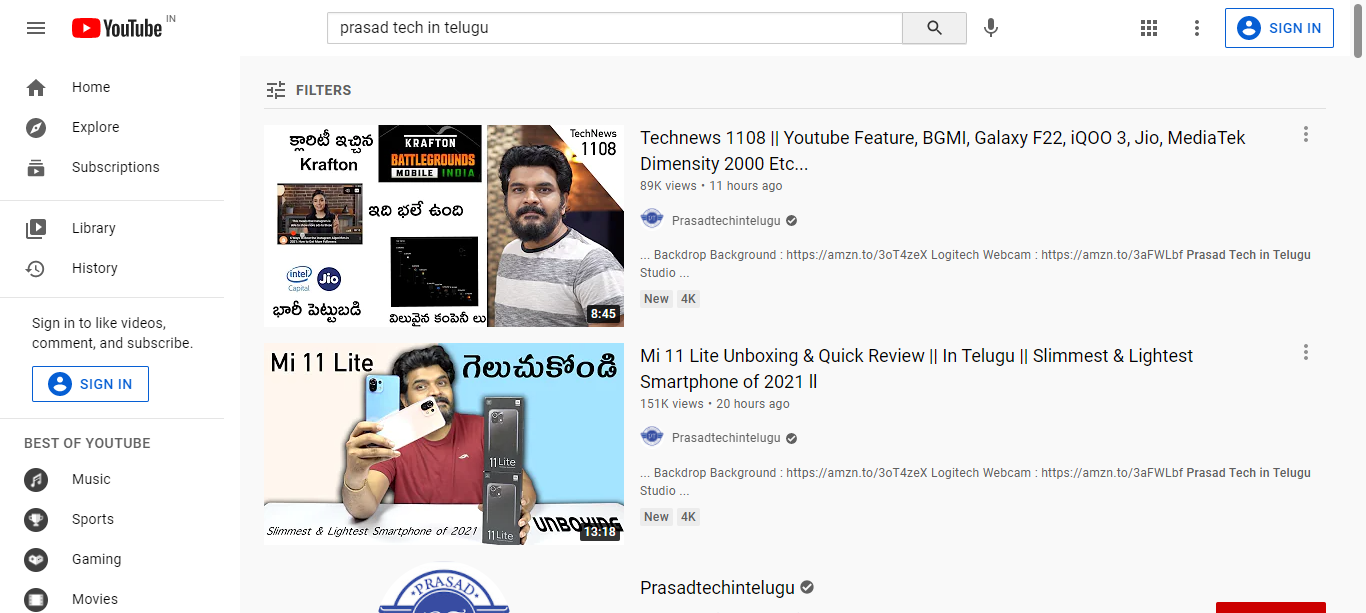 YouTube IN
prasad tech in telugu
SIGN IN
Home
Explore
Subscriptions
Library
History
Sign in to like videos,
comment, and subscribe.
SIGN IN
BEST OF YOUTUBE
Music
Sports
Gaming
Movies
FILTERS
క్లారిటీ ఇచ్చిన
Krafton
KRAFTON
BATTLEGROUNDS
MOBILE INDIA
TechNews
1108
ఇది భలే ఉంది
intel
Capital
Jio
భారీ పెట్టుబడి
విలువైన కంపెనీ లు
8:45
Technews 1108 || Youtube Feature, BGMI, Galaxy F22, iQOO 3, Jio, MediaTek
Dimensity 2000 Etc...
89K views • 11 hours ago
Prasadtechintelugu
... Backdrop Background : https://amzn.to/3oT4zeX Logitech Webcam : https://amzn.to/3aFWLbf Prasad Tech in Telugu
Studio ...
New 4K
Mi 11 Lite
గెలుచుకోండి
11 Lite
11 Lite
Slimmest & Lightest Smartphone of 2021
UNBOXING
13:18
Mi 11 Lite Unboxing & Quick Review || In Telugu || Slimmest & Lightest
Smartphone of 2021 ll
151K views • 20 hours ago
Prasadtechintelugu
... Backdrop Background : https://amzn.to/3oT4zeX Logitech Webcam : https://amzn.to/3aFWLbf Prasad Tech in Telugu
Studio ...
New 4K
PRASAD
Prasadtechintelugu